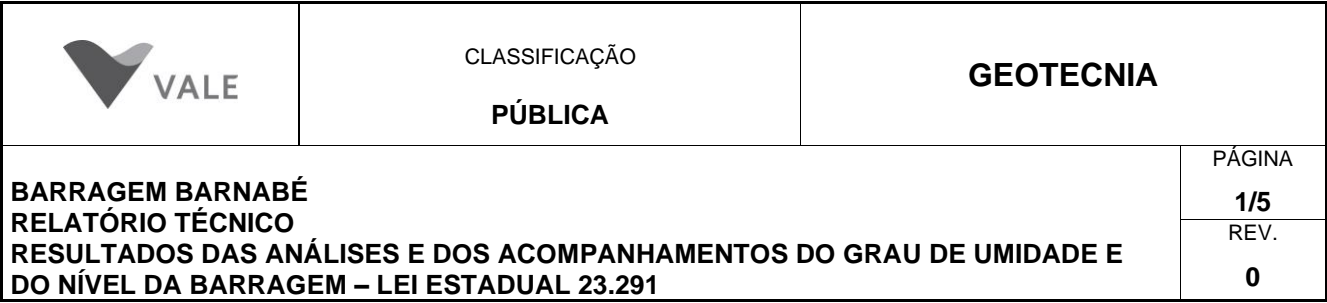 VALE
CLASSIFICAÇÃO
PÚBLICA
GEOTECNIA
BARRAGEM BARNABÉ
RELATÓRIO TÉCNICO
RESULTADOS DAS ANÁLISES E DOS ACOMPANHAMENTOS DO GRAU DE UMIDADE E
DO NÍVEL DA BARRAGEM – LEI ESTADUAL 23.291
PÁGINA
1/5
REV.
0